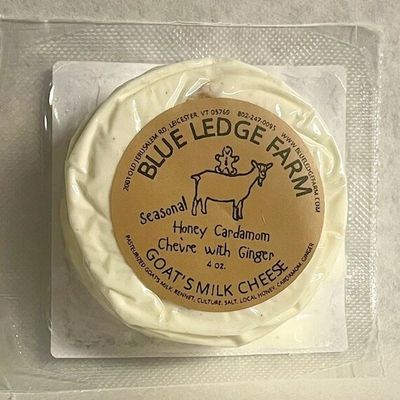 2001 OLD JERUSALEM RD, LEICESTER, VT 05769 802-247-0095 WWW.BLUELEDGEFARM.COM
BLUE LEDGE FARM
Seasonal
Honey Cardamom
Chevre with Ginger
4 oz.
GOAT'S MILK CHEESE
PASTEURIZED GOAT'S MILK, RENNET, CULTURE, SALT, LOCAL HONEY, CARDAMOM, GINGER